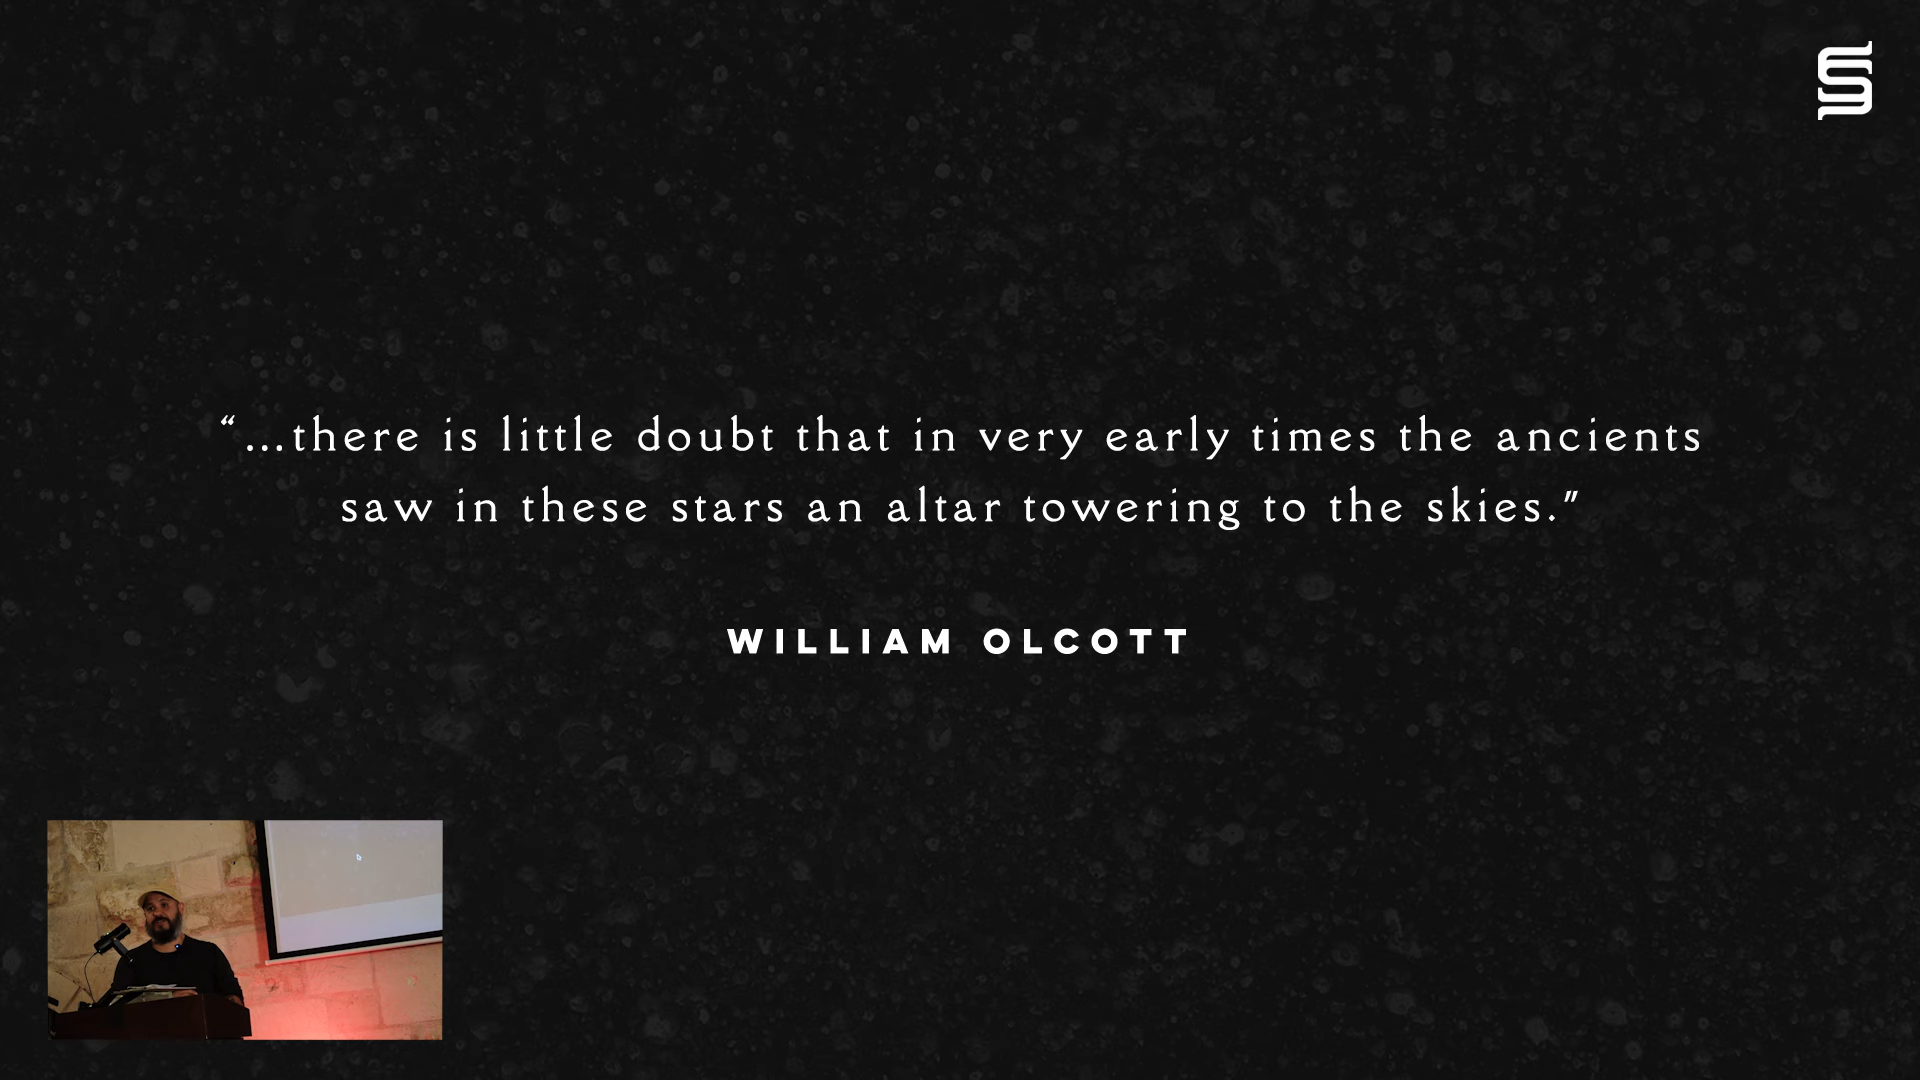 “...there is little doubt that in very early times the ancients
saw in these stars an altar towering to the skies.”
WILLIAM OLCOTT